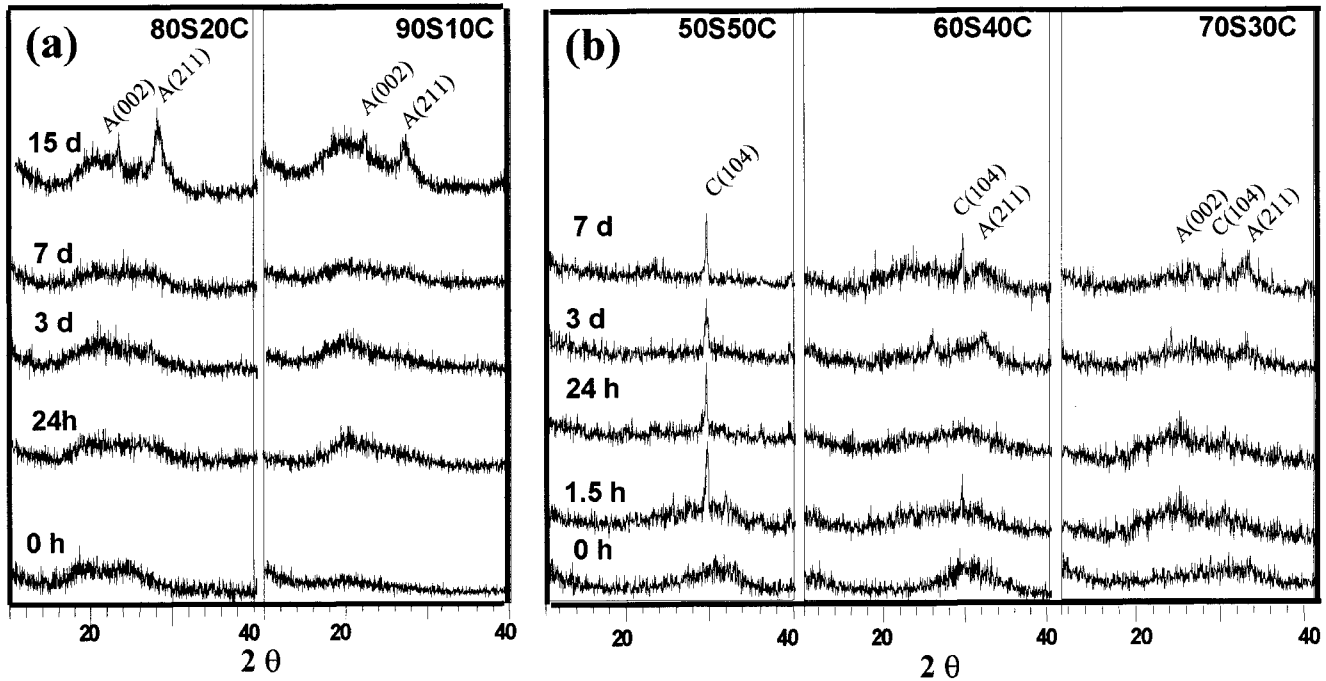 (a)
80S20C
90S10C
A(002)
A(211)
A(002)
A(211)
15 d
7 d
3 d
24h
0 h
20
40
20
40
2 θ
(b)
50S50C
60S40C
70S30C
C(104)
C(104)
A(211)
A(002)
C(104)
A(211)
7 d
3 d
24 h
1.5 h
0 h
20
40
20
40
20
40
2 θ